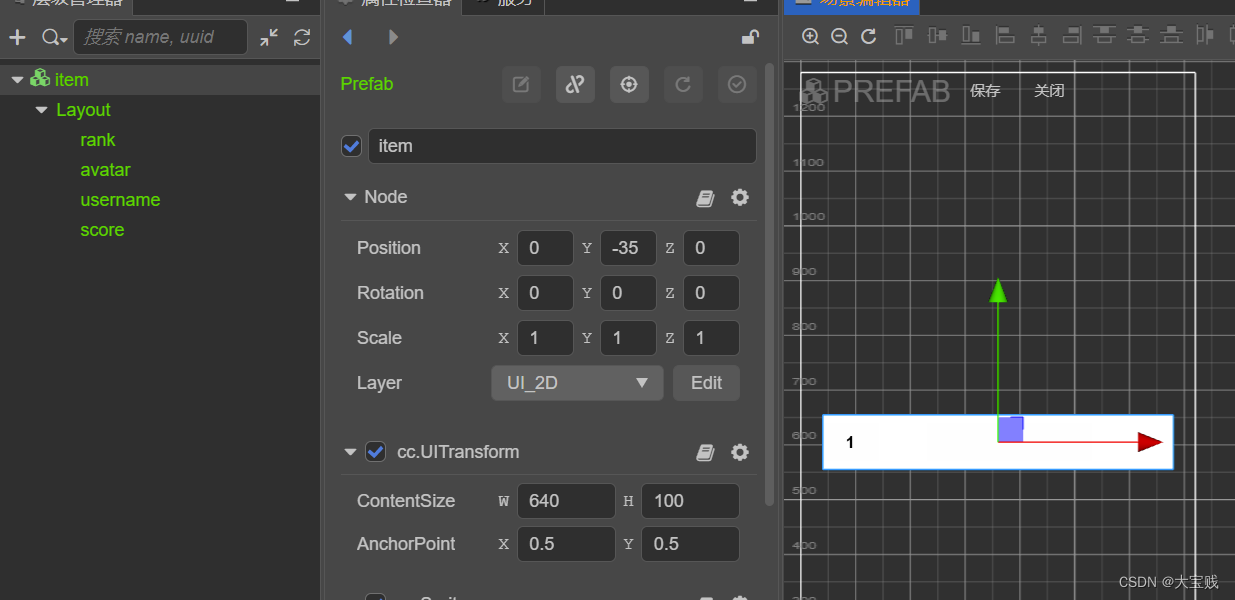 层级管理器
属性检查器
服务
场景编辑器
搜索 name, uuid
item
Layout
rank
avatar
username
score
Prefab
item
Node
Position X 0 Y -35 Z 0
Rotation X 0 Y 0 Z 0
Scale X 1 Y 1 Z 1
Layer UI_2D Edit
cc.UITransform
ContentSize W 640 H 100
AnchorPoint X 0.5 Y 0.5
PREFAB 保存 关闭
1200
1100
1000
900
800
700
600
1
500
400
CSDN @大宝贱